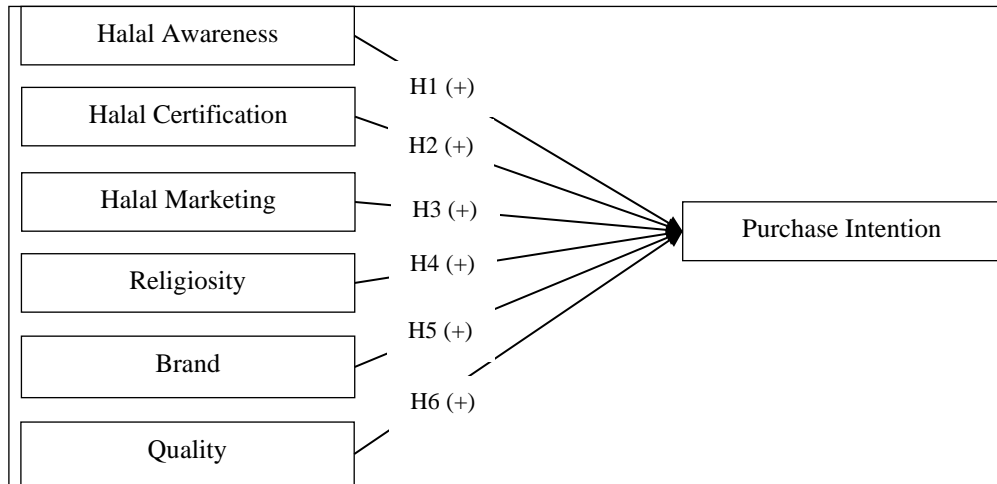 Halal Awareness
H1 (+)
Halal Certification
H2 (+)
Halal Marketing
H3 (+)
Purchase Intention
Religiosity
H4 (+)
Brand
H5 (+)
Quality
H6 (+)